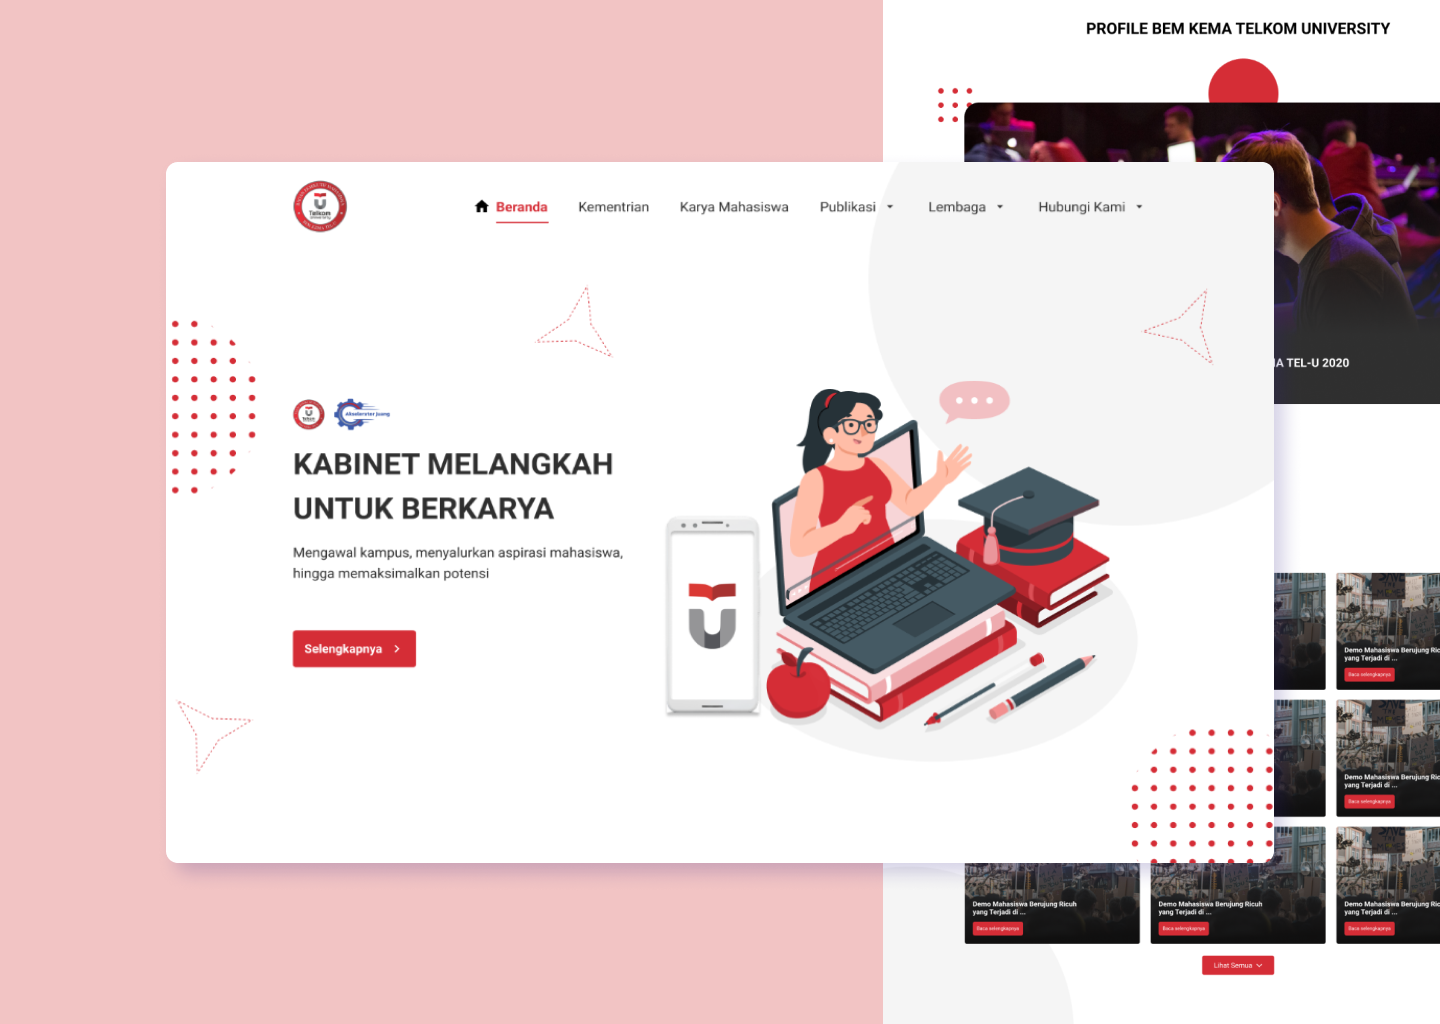 PROFILE BEM KEMA TELKOM UNIVERSITY
Telkom
Beranda
Kementrian
Karya Mahasiswa
Publikasi
Lembaga
Hubungi Kami
A TEL-U 2020
Akselerator Juang
KABINET MELANGKAH
UNTUK BERKARYA
Mengawal kampus, menyalurkan aspirasi mahasiswa,
hingga memaksimalkan potensi
Selengkapnya
Demo Mahasiswa Berujung Ric
yang Terjadi di ...
Baca selengkapnya
Demo Mahasiswa Berujung Ric
yang Terjadi di ...
Baca selengkapnya
Demo Mahasiswa Berujung Ricuh
yang Terjadi di ...
Baca selengkapnya
Demo Mahasiswa Berujung Ricuh
yang Terjadi di ...
Baca selengkapnya
Demo Mahasiswa Berujung Ric
yang Terjadi di ...
Baca selengkapnya
Lihat Semua